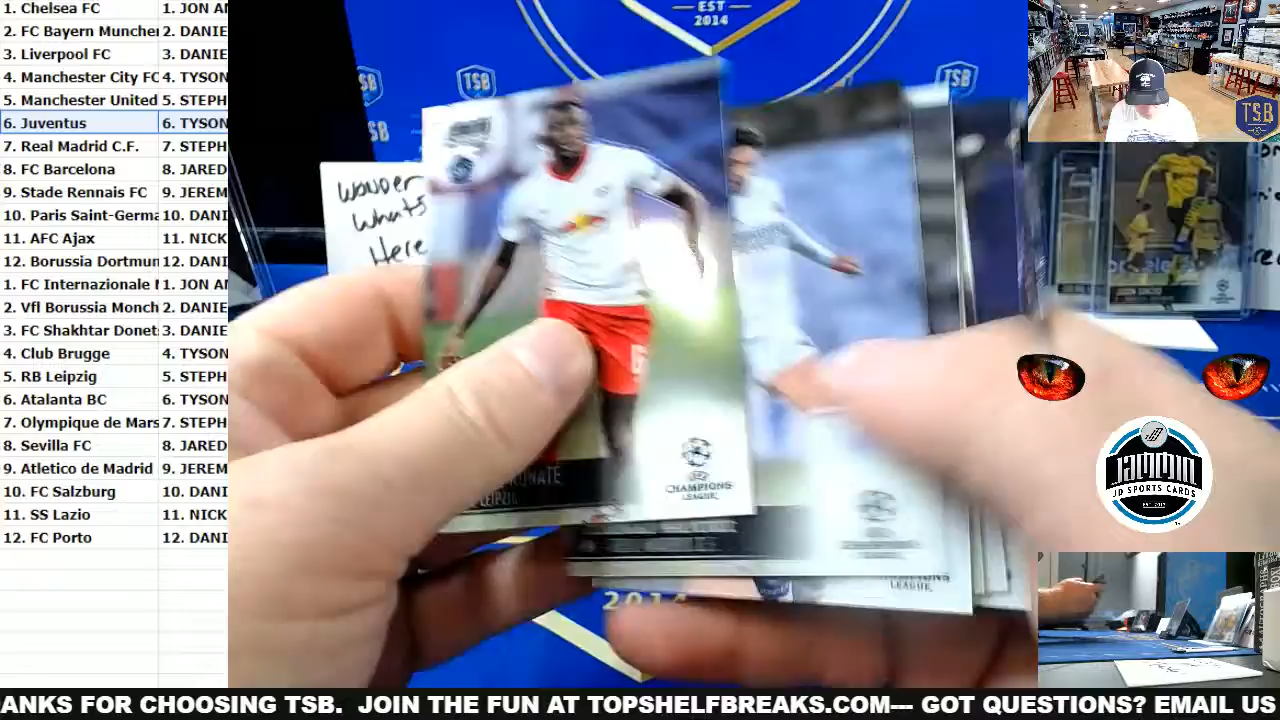 1. Chelsea FC 1. JON A
2. FC Bayern Munche 2. DANIE
3. Liverpool FC 3. DANIE
4. Manchester City FC 4. TYSON
5. Manchester United 5. STEPH
6. Juventus 6. TYSON
7. Real Madrid C.F. 7. STEPH
8. FC Barcelona 8. JARED
9. Stade Rennais FC 9. JEREM
10. Paris Saint-Germa 10. DANI
11. AFC Ajax 11. NICK
12. Borussia Dortmun 12. DANI
1. FC Internazionale 1. JON A
2. Vfl Borussia Monch 2. DANIE
3. FC Shakhtar Donet 3. DANIE
4. Club Brugge 4. TYSON
5. RB Leipzig 5. STEPH
6. Atalanta BC 6. TYSON
7. Olympique de Mars 7. STEPH
8. Sevilla FC 8. JARED
9. Atletico de Madrid 9. JEREM
10. FC Salzburg 10. DANI
11. SS Lazio 11. NICK
12. FC Porto 12. DANI
EST
2014
TSB
TSB
TSB
SB
TSB
Wonder
Whats
Here
KONATE
LEIPZIG
CHAMPIONS
LEAGUE
LEAGUE
2014
JAMMIN
JD SPORTS CARDS
ANKS FOR CHOOSING TSB. JOIN THE FUN AT TOPSHELFBREAKS.COM--- GOT QUESTIONS? EMAIL US